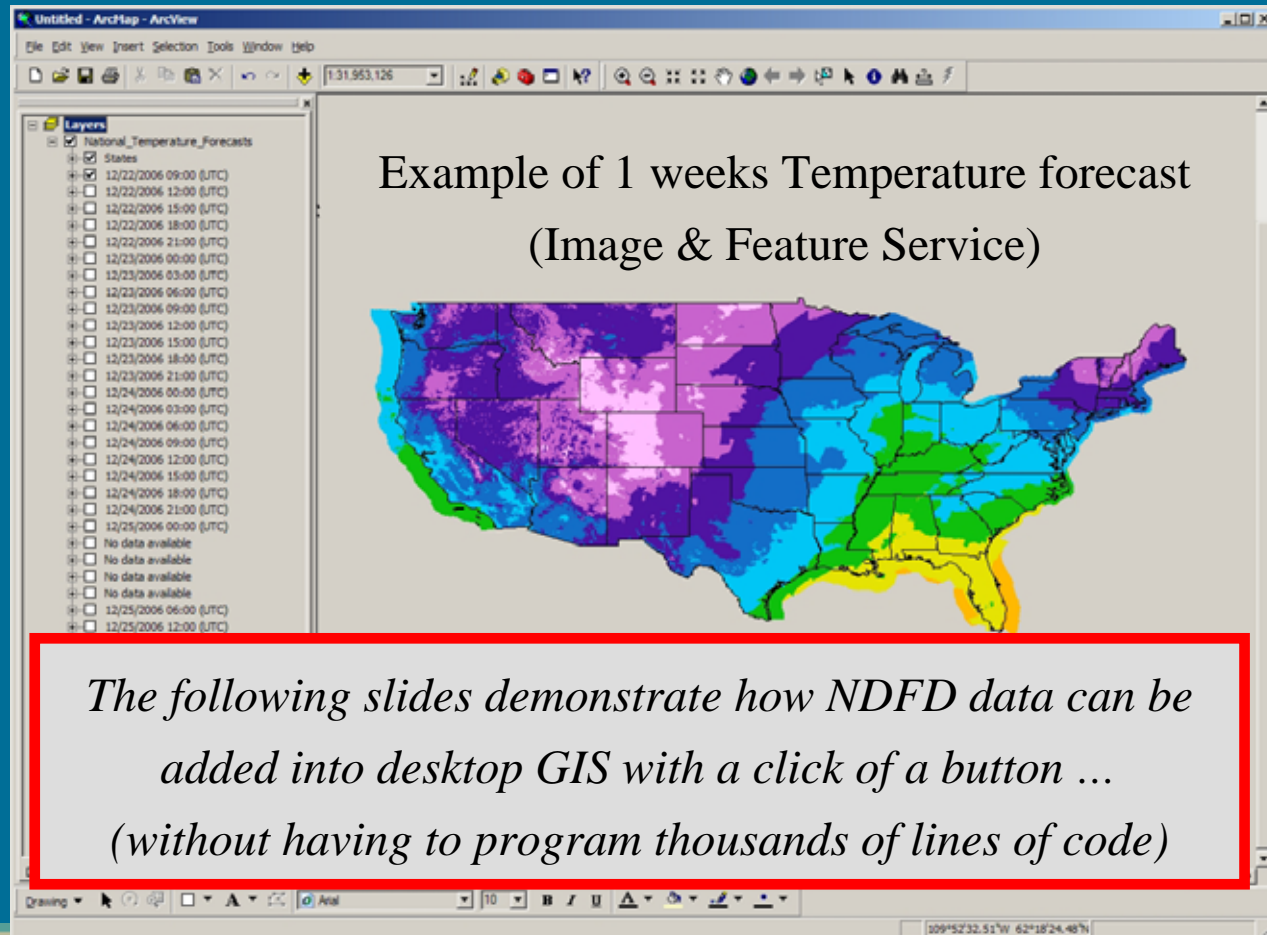 Untitled - ArcMap - ArcView
File Edit View Insert Selection Tools Window Help
1:31,953,126
Layers
National_Temperature_Forecasts
States
12/22/2006 09:00 (UTC)
12/22/2006 12:00 (UTC)
12/22/2006 15:00 (UTC)
12/22/2006 18:00 (UTC)
12/22/2006 21:00 (UTC)
12/23/2006 00:00 (UTC)
12/23/2006 03:00 (UTC)
12/23/2006 06:00 (UTC)
12/23/2006 09:00 (UTC)
12/23/2006 12:00 (UTC)
12/23/2006 15:00 (UTC)
12/23/2006 18:00 (UTC)
12/23/2006 21:00 (UTC)
12/24/2006 00:00 (UTC)
12/24/2006 03:00 (UTC)
12/24/2006 06:00 (UTC)
12/24/2006 09:00 (UTC)
12/24/2006 12:00 (UTC)
12/24/2006 15:00 (UTC)
12/24/2006 18:00 (UTC)
12/24/2006 21:00 (UTC)
12/25/2006 00:00 (UTC)
No data available
No data available
No data available
No data available
12/25/2006 06:00 (UTC)
12/25/2006 12:00 (UTC)
Example of 1 weeks Temperature forecast
(Image & Feature Service)
The following slides demonstrate how NDFD data can be
added into desktop GIS with a click of a button …
(without having to program thousands of lines of code)
Drawing A Arial 10 B I U A
109°52'32.51"W 62°18'24.48"N